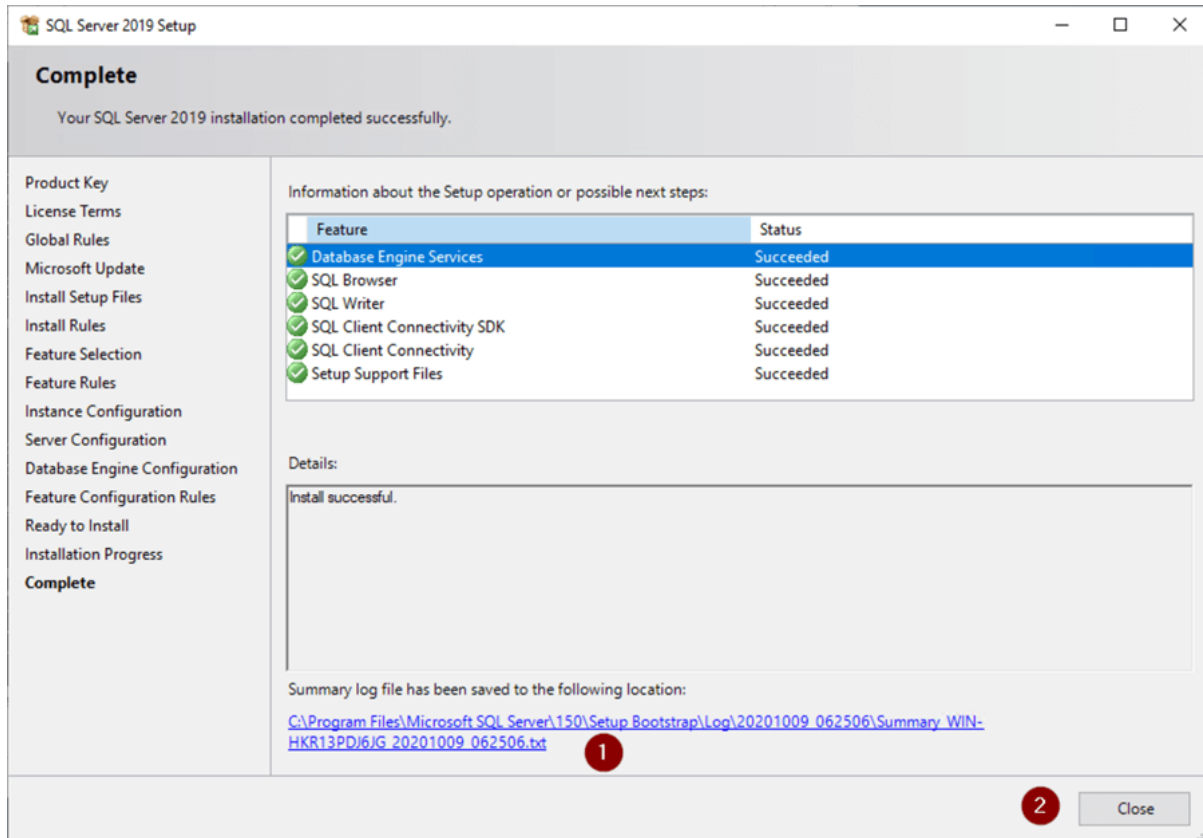 SQL Server 2019 Setup
Complete
Your SQL Server 2019 installation completed successfully.
Product Key
License Terms
Global Rules
Microsoft Update
Install Setup Files
Install Rules
Feature Selection
Feature Rules
Instance Configuration
Server Configuration
Database Engine Configuration
Feature Configuration Rules
Ready to Install
Installation Progress
Complete
Information about the Setup operation or possible next steps:
Feature Status
Database Engine Services Succeeded
SQL Browser Succeeded
SQL Writer Succeeded
SQL Client Connectivity SDK Succeeded
SQL Client Connectivity Succeeded
Setup Support Files Succeeded
Details:
Install successful.
Summary log file has been saved to the following location:
C:\Program Files\Microsoft SQL Server\150\Setup Bootstrap\Log\20201009_062506\Summary_WIN-
HKR13PDJ6JG_20201009_062506.txt
1
2 Close